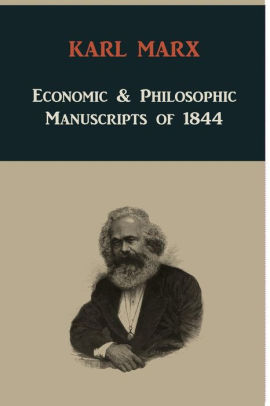 KARL MARX
ECONOMIC & PHILOSOPHIC
MANUSCRIPTS OF 1844